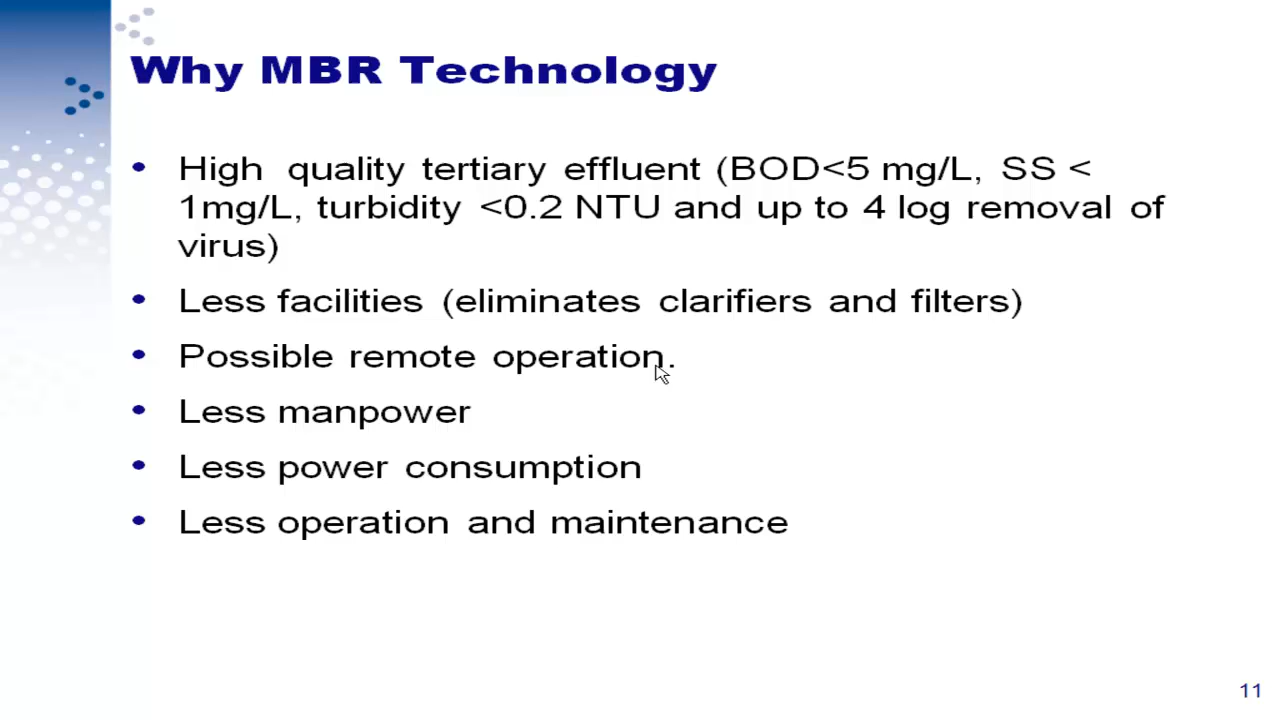 Why MBR Technology
• High quality tertiary effluent (BOD<5 mg/L, SS <
1mg/L, turbidity <0.2 NTU and up to 4 log removal of
virus)
• Less facilities (eliminates clarifiers and filters)
• Possible remote operation.
• Less manpower
• Less power consumption
• Less operation and maintenance
11